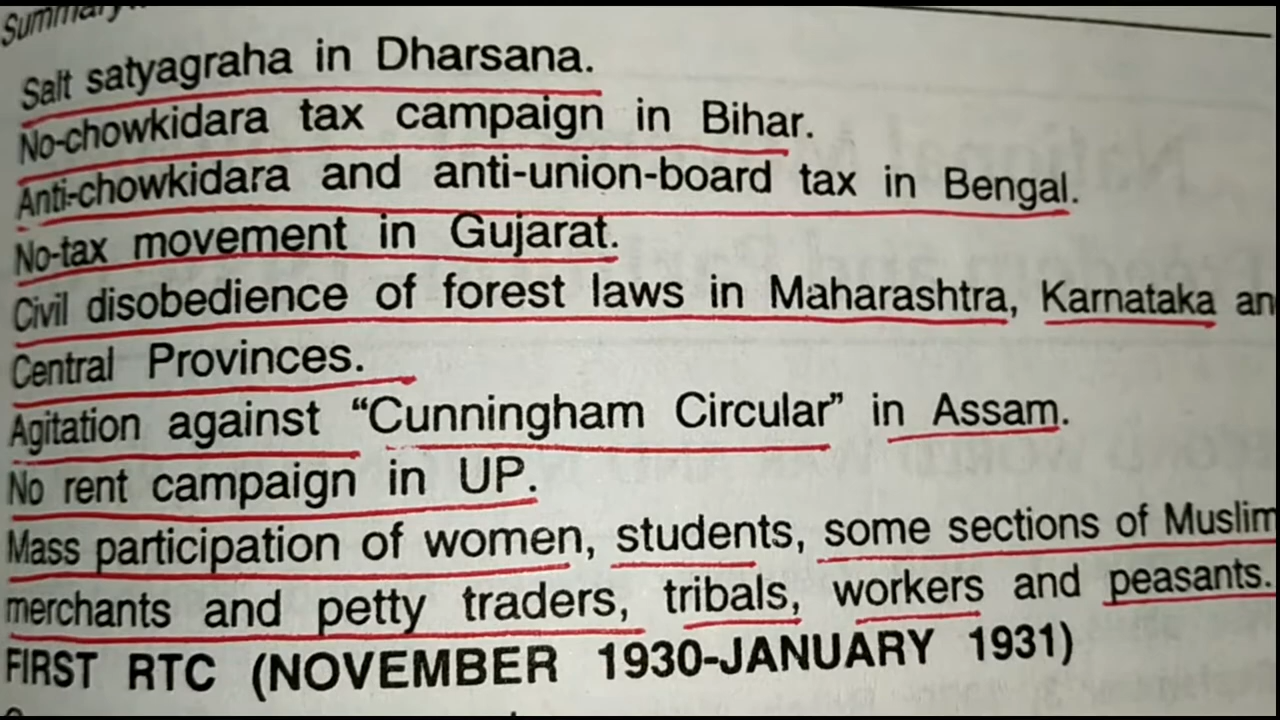 Summary
Salt satyagraha in Dharsana.
No-chowkidara tax campaign in Bihar.
Anti-chowkidara and anti-union-board tax in Bengal.
No-tax movement in Gujarat.
Civil disobedience of forest laws in Maharashtra, Karnataka an
Central Provinces.
Agitation against “Cunningham Circular” in Assam.
No rent campaign in UP.
Mass participation of women, students, some sections of Muslim
merchants and petty traders, tribals, workers and peasants.
FIRST RTC (NOVEMBER 1930-JANUARY 1931)